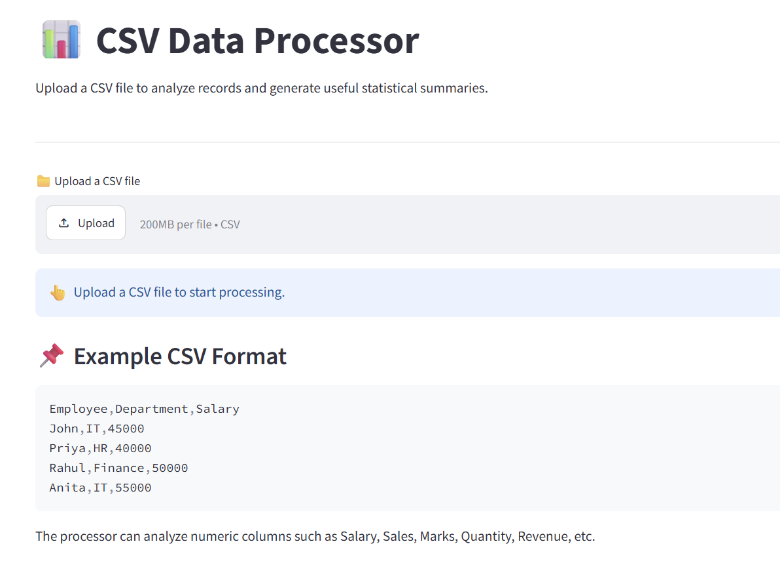 CSV Data Processor
Upload a CSV file to analyze records and generate useful statistical summaries.
Upload a CSV file
Upload
200MB per file • CSV
Upload a CSV file to start processing.
Example CSV Format
Employee,Department,Salary
John,IT,45000
Priya,HR,40000
Rahul,Finance,50000
Anita,IT,55000
The processor can analyze numeric columns such as Salary, Sales, Marks, Quantity, Revenue, etc.